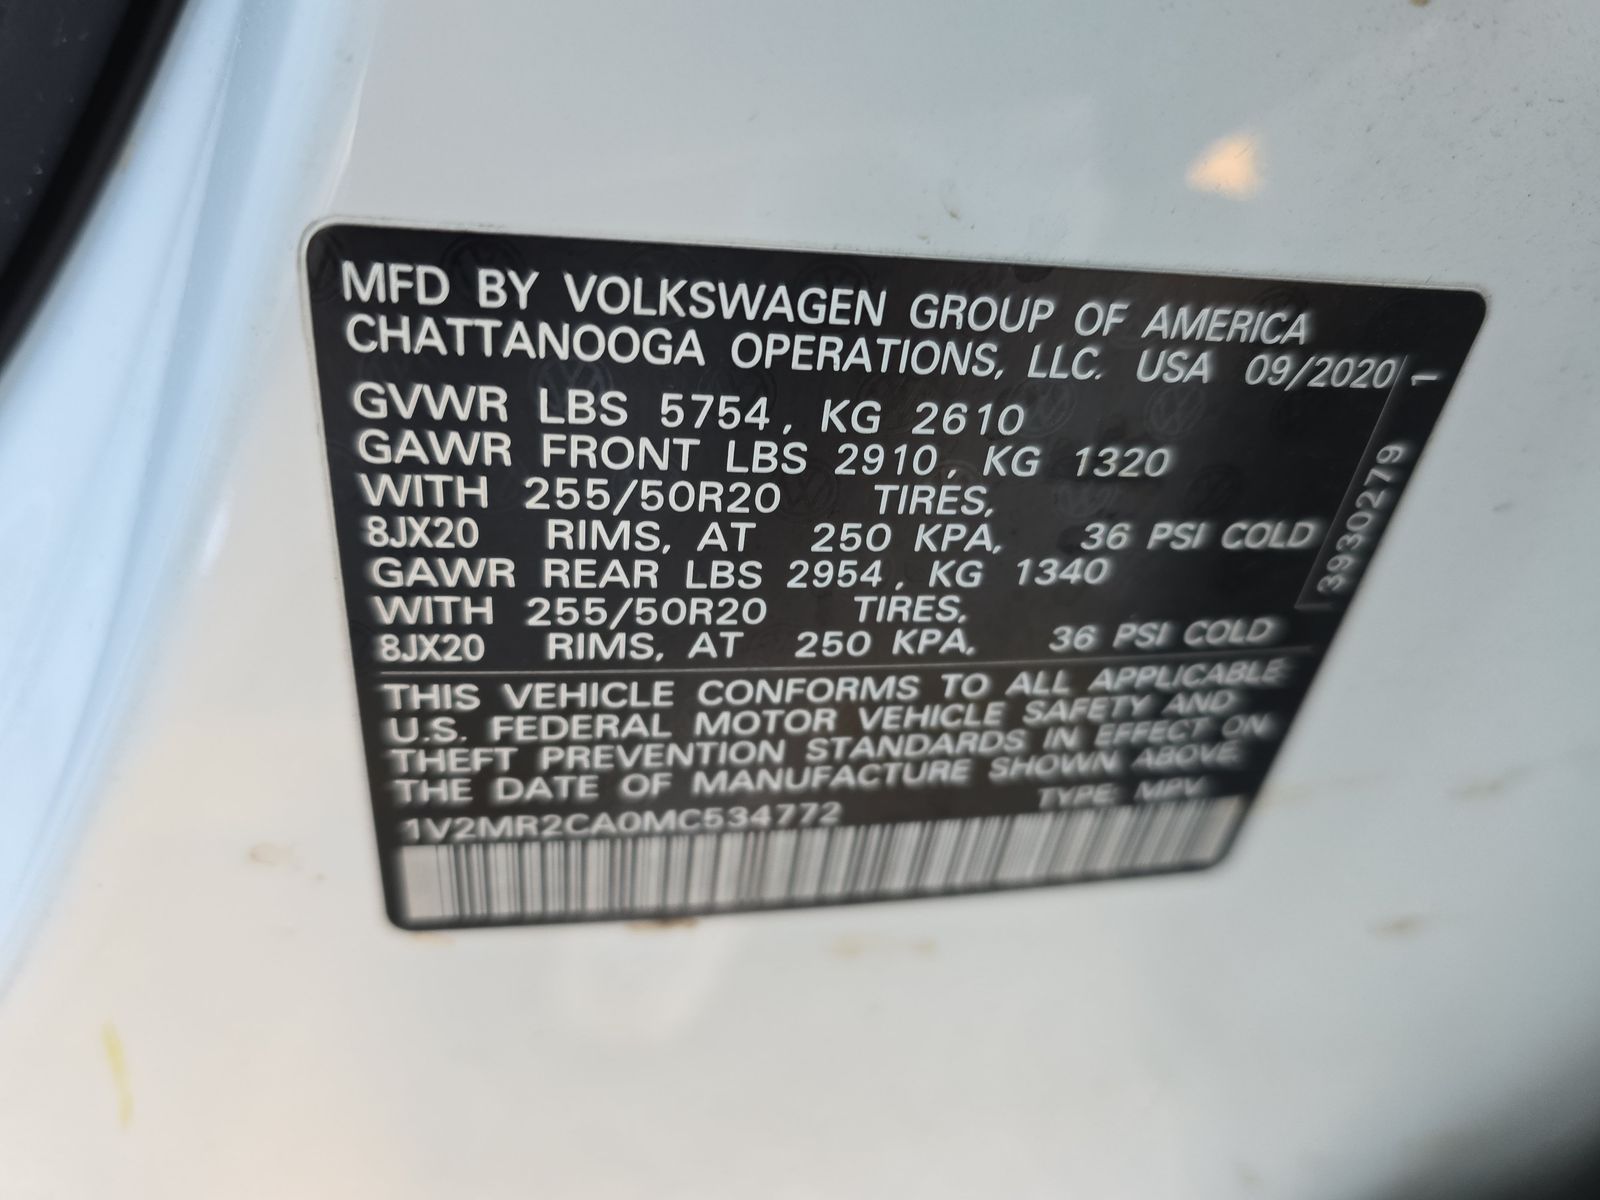 MFD BY VOLKSWAGEN GROUP OF AMERICA
CHATTANOOGA OPERATIONS, LLC. USA 09/2020
GVWR LBS 5754, KG 2610
GAWR FRONT LBS 2910, KG 1320
WITH 255/50R20 TIRES,
8JX20 RIMS, AT 250 KPA, 36 PSI COLD
GAWR REAR LBS 2954, KG 1340
WITH 255/50R20 TIRES,
8JX20 RIMS, AT 250 KPA, 36 PSI COLD
THIS VEHICLE CONFORMS TO ALL APPLICABLE
U.S. FEDERAL MOTOR VEHICLE SAFETY AND
THEFT PREVENTION STANDARDS IN EFFECT ON
THE DATE OF MANUFACTURE SHOWN ABOVE.
1V2MR2CA0MC534772 TYPE: MPV
3930279 1